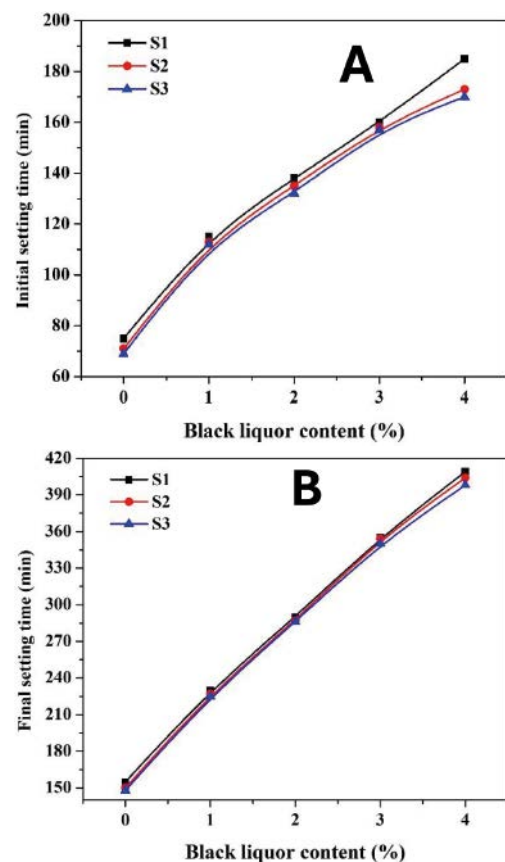 200
180
160
140
120
100
80
60
Initial setting time (min)
S1
S2
S3
A
0 1 2 3 4
Black liquor content (%)
420
390
360
330
300
270
240
210
180
150
Final setting time (min)
S1
S2
S3
B
0 1 2 3 4
Black liquor content (%)